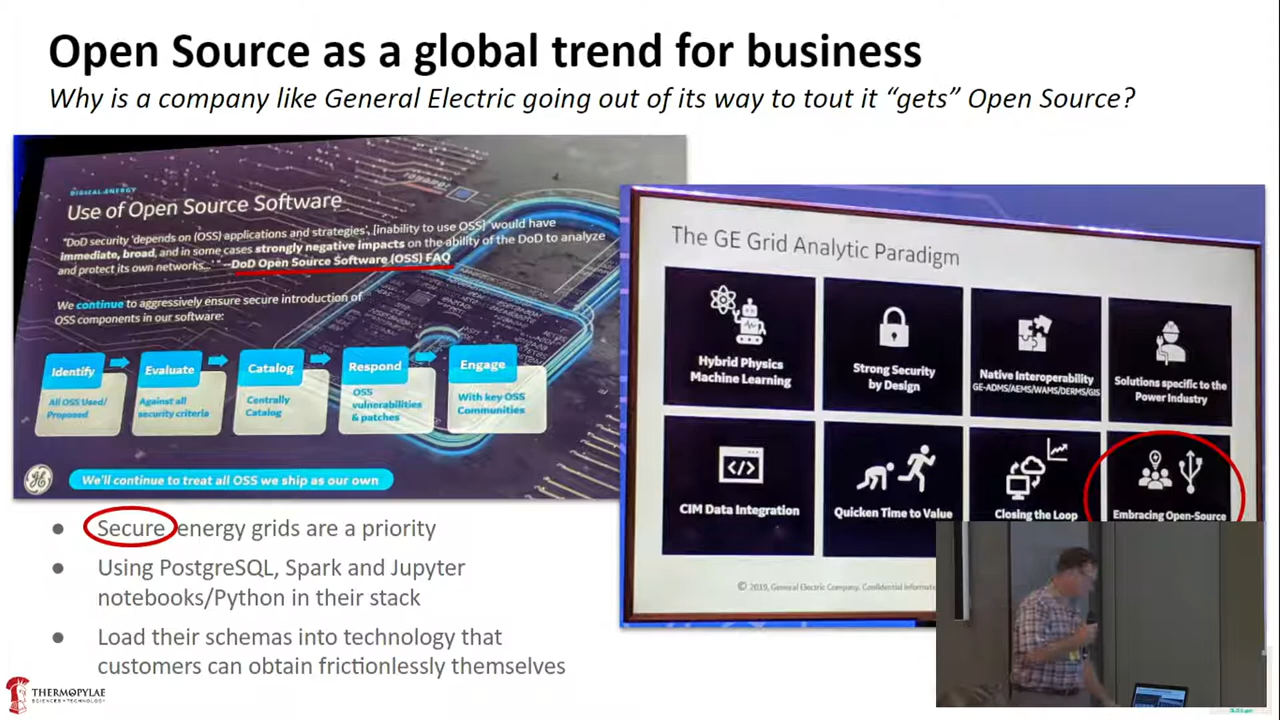 Open Source as a global trend for business
Why is a company like General Electric going out of its way to tout it “gets” Open Source?
DIGITAL ENERGY
Use of Open Source Software
"DoD security 'depends on (OSS) applications and strategies', [inability to use OSS] 'would have
immediate, broad, and in some cases strongly negative impacts on the ability of the DoD to analyze
and protect its own networks...' " —DoD Open Source Software (OSS) FAQ
We continue to aggressively ensure secure introduction of
OSS components in our software:
Identify
All OSS Used/
Proposed
Evaluate
Against all
security criteria
Catalog
Centrally
Catalog
Respond
OSS
vulnerabilities
& patches
Engage
With key OSS
Communities
We'll continue to treat all OSS we ship as our own
The GE Grid Analytic Paradigm
Hybrid Physics
Machine Learning
Strong Security
by Design
Native Interoperability
GE-ADMS/AEMS/WAMS/DERMS/GIS
Solutions specific to the
Power Industry
CIM Data Integration
Quicken Time to Value
Closing the Loop
Embracing Open-Source
© 2019, General Electric Company. Confidential
● Secure energy grids are a priority
● Using PostgreSQL, Spark and Jupyter
notebooks/Python in their stack
● Load their schemas into technology that
customers can obtain frictionlessly themselves
THERMOPYLAE
SCIENCES + TECHNOLOGY